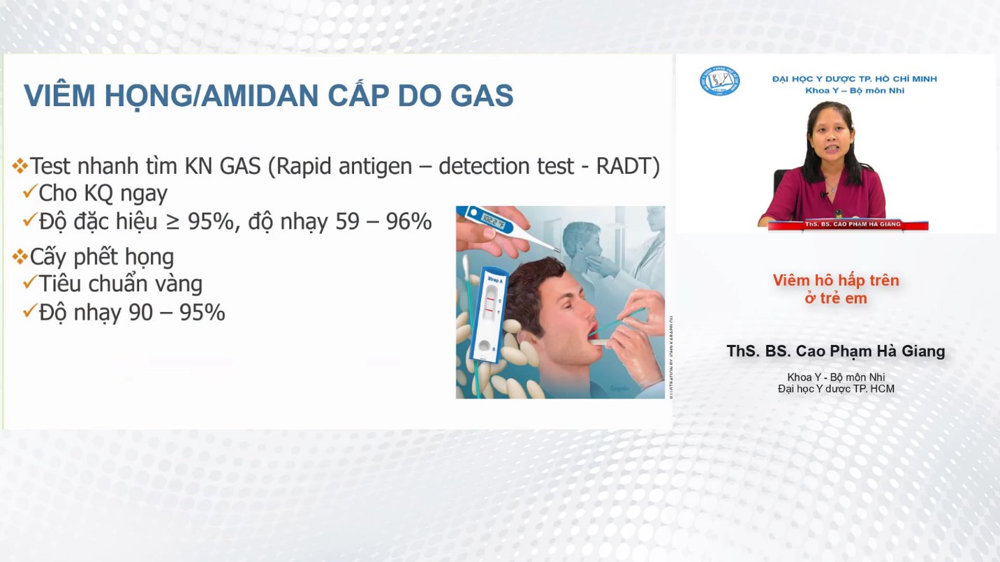 VIÊM HỌNG/AMIDAN CẤP DO GAS
Test nhanh tìm KN GAS (Rapid antigen – detection test - RADT)
Cho KQ ngay
Độ đặc hiệu ≥ 95%, độ nhạy 59 – 96%
Cấy phết họng
Tiêu chuẩn vàng
Độ nhạy 90 – 95%
102.2 °F
Strep A
C
T
S
ĐẠI HỌC Y DƯỢC TP. HỒ CHÍ MINH
Khoa Y – Bộ môn Nhi
ThS. BS. CAO PHẠM HÀ GIANG
Viêm hô hấp trên
ở trẻ em
ThS. BS. Cao Phạm Hà Giang
Khoa Y - Bộ môn Nhi
Đại học Y dược TP. HCM